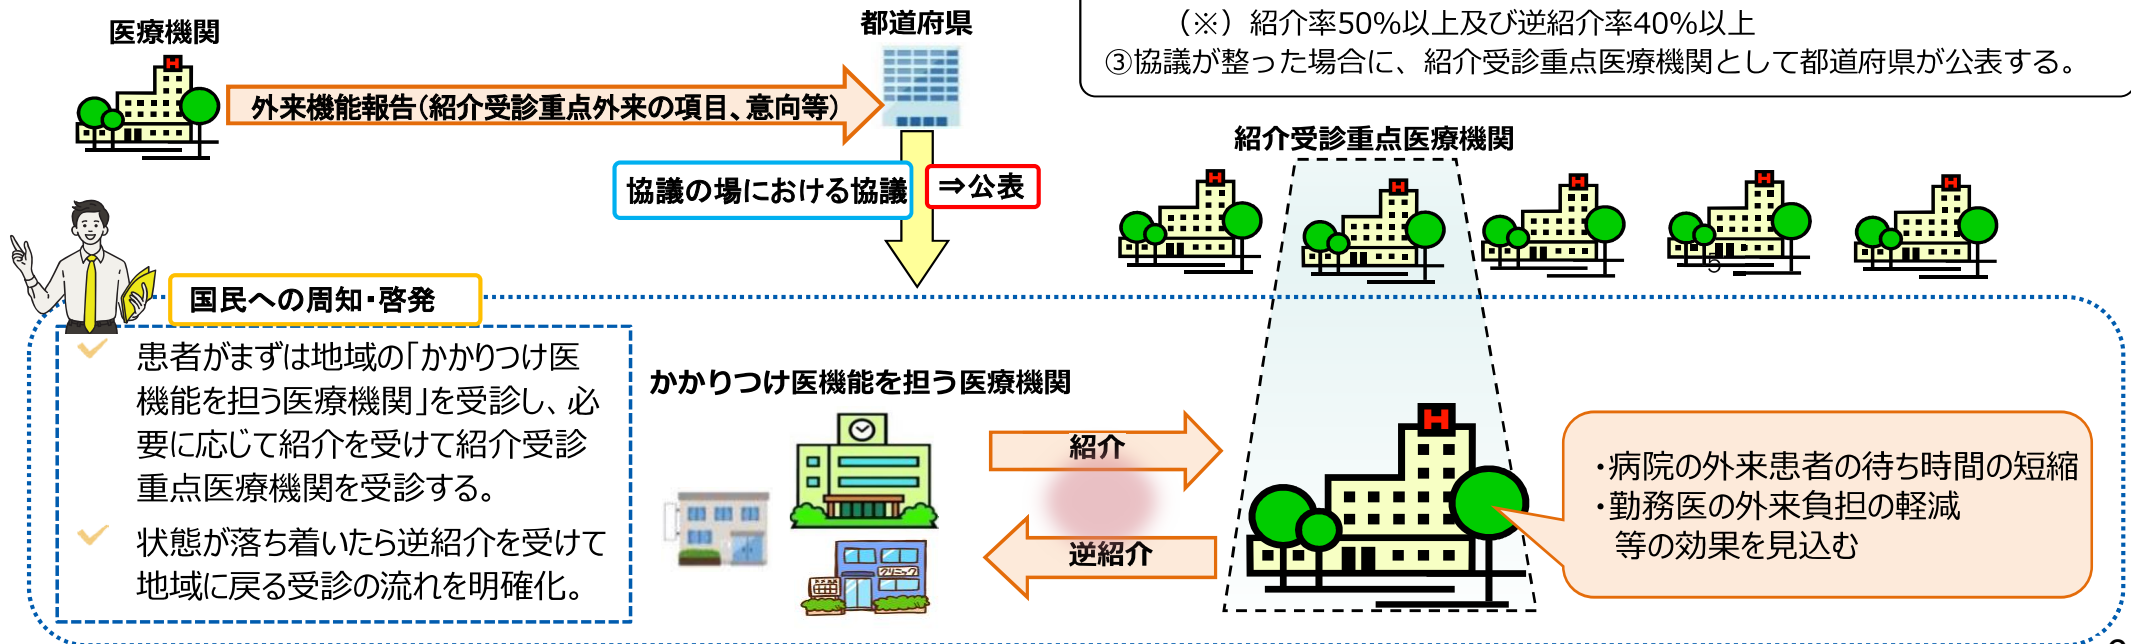 医療機関
都道府県
（※）紹介率50%以上及び逆紹介率40%以上
③協議が整った場合に、紹介受診重点医療機関として都道府県が公表する。
外来機能報告（紹介受診重点外来の項目、意向等）
紹介受診重点医療機関
協議の場における協議
⇒公表
5
国民への周知・啓発
患者がまずは地域の「かかりつけ医
機能を担う医療機関」を受診し、必
要に応じて紹介を受けて紹介受診
重点医療機関を受診する。
状態が落ち着いたら逆紹介を受けて
地域に戻る受診の流れを明確化。
かかりつけ医機能を担う医療機関
クリニック
紹介
逆紹介
H
・病院の外来患者の待ち時間の短縮
・勤務医の外来負担の軽減
等の効果を見込む